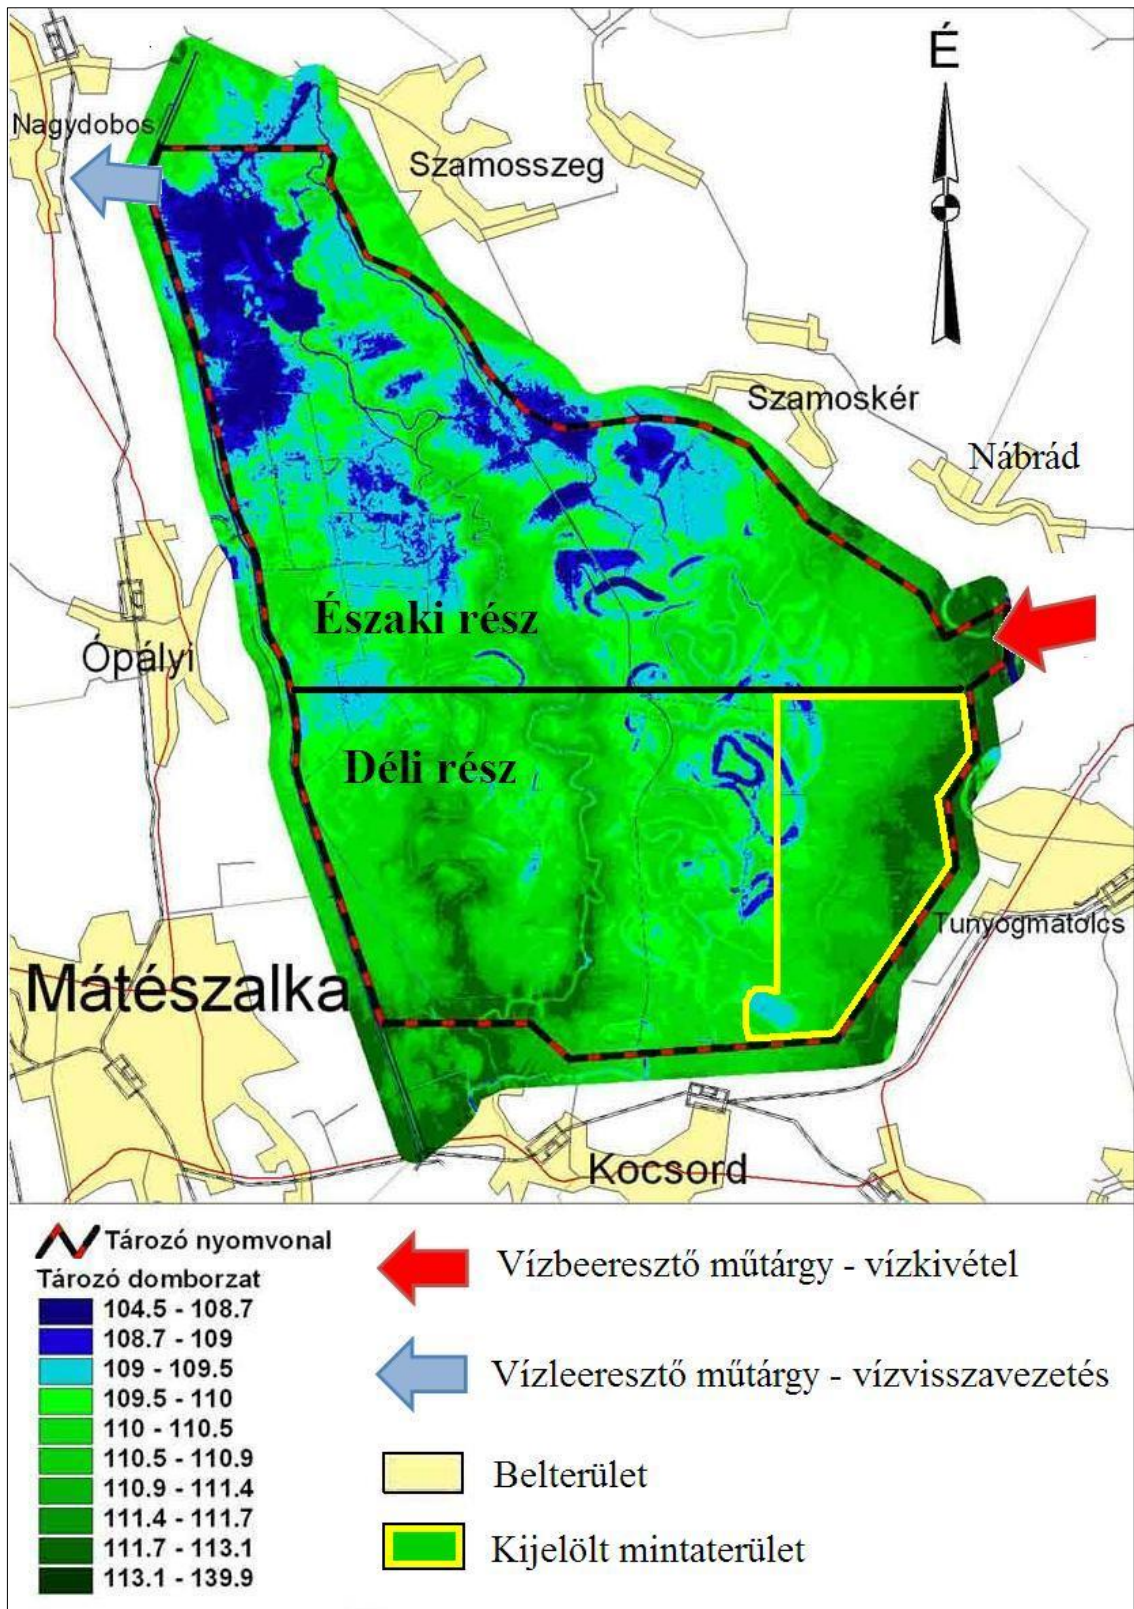 É
Nagydobos
Szamosszeg
Szamoskér
Nábrád
Északi rész
Ópályi
Déli rész
Tunyogmatolcs
Mátészalka
Kocsord
Tározó nyomvonal
Tározó domborzat
104.5 - 108.7
108.7 - 109
109 - 109.5
109.5 - 110
110 - 110.5
110.5 - 110.9
110.9 - 111.4
111.4 - 111.7
111.7 - 113.1
113.1 - 139.9
Vízbeeresztő műtárgy - vízkivétel
Vízleeresztő műtárgy - vízvisszavezetés
Belterület
Kijelölt mintaterület